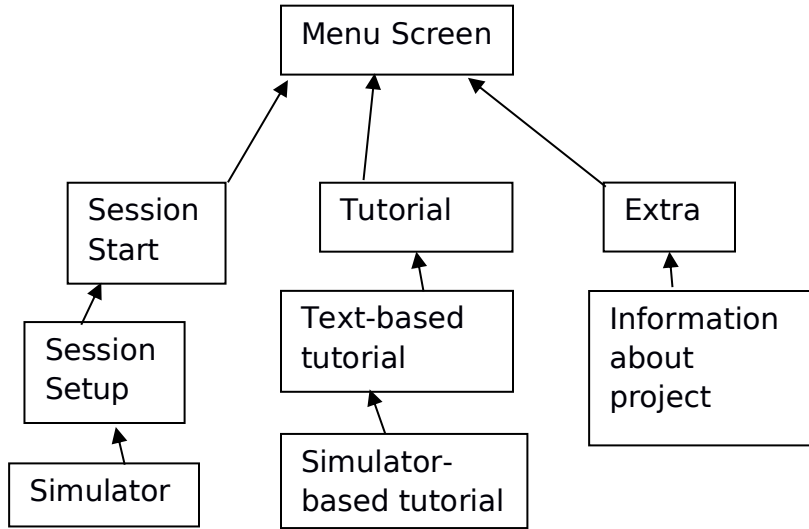 Menu Screen
Session
Start
Tutorial
Extra
Session
Setup
Text-based
tutorial
Information
about
project
Simulator
Simulator-
based tutorial